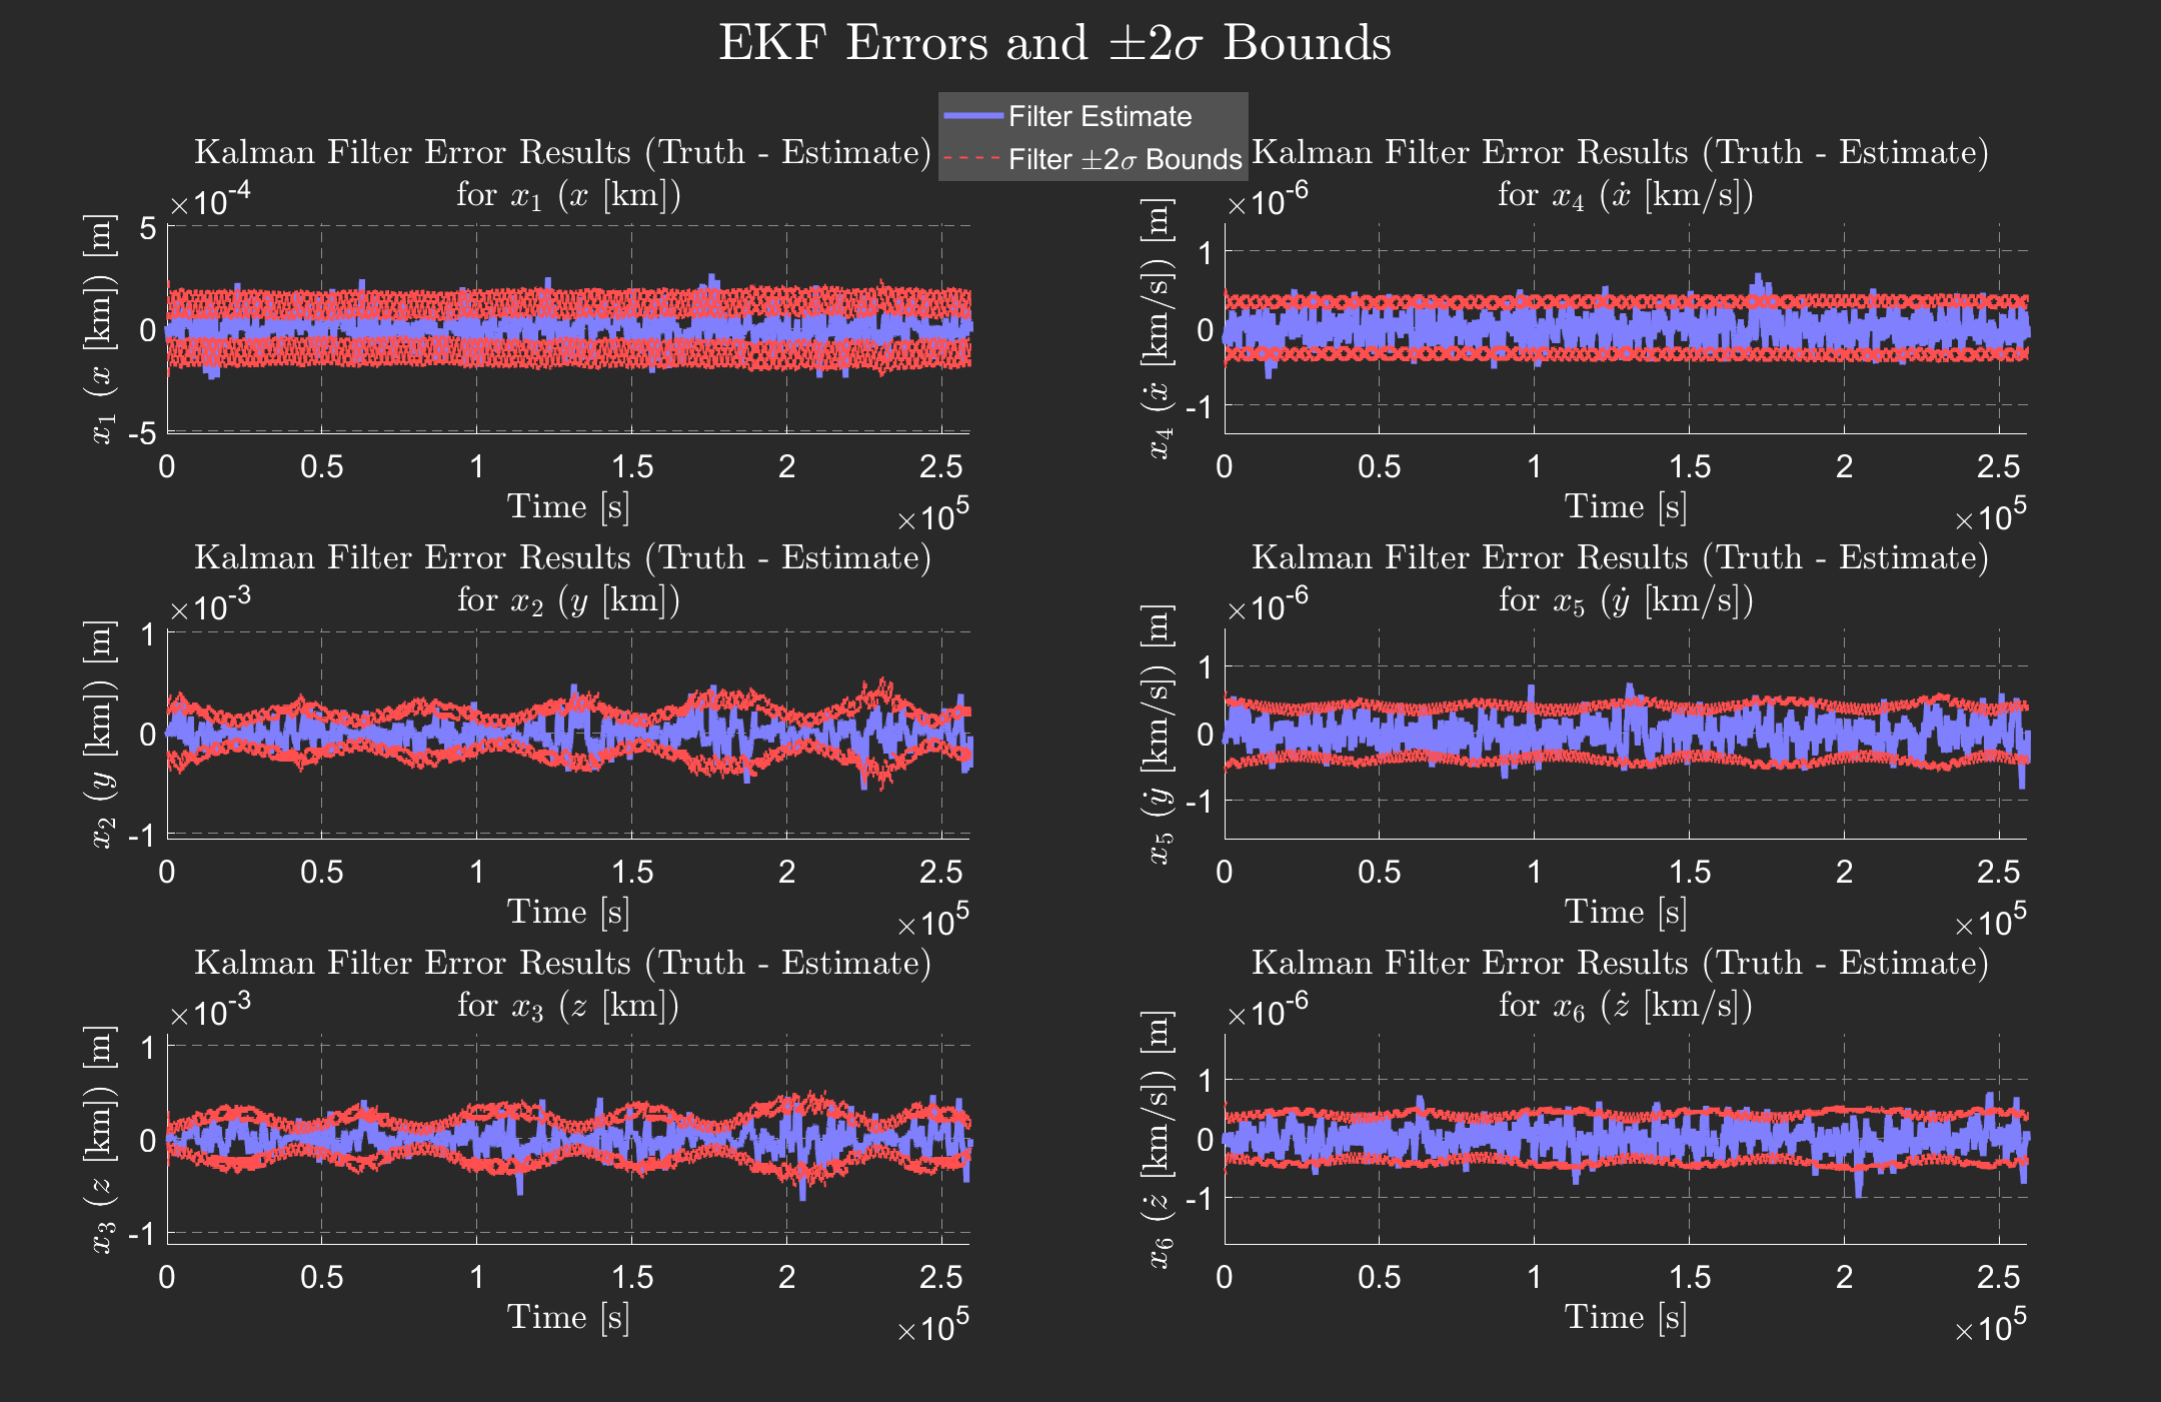 EKF Errors and ±2σ Bounds
Filter Estimate
Filter ±2σ Bounds
Kalman Filter Error Results (Truth - Estimate)
for x₁ (x [km])
×10⁻⁴
x₁ (x [km]) [m]
5
0
-5
0 0.5 1 1.5 2 2.5
Time [s]
×10⁵
Kalman Filter Error Results (Truth - Estimate)
for x₄ (ẋ [km/s])
×10⁻⁶
x₄ (ẋ [km/s]) [m]
1
0
-1
0 0.5 1 1.5 2 2.5
Time [s]
×10⁵
Kalman Filter Error Results (Truth - Estimate)
for x₂ (y [km])
×10⁻³
x₂ (y [km]) [m]
1
0
-1
0 0.5 1 1.5 2 2.5
Time [s]
×10⁵
Kalman Filter Error Results (Truth - Estimate)
for x₅ (ẏ [km/s])
×10⁻⁶
x₅ (ẏ [km/s]) [m]
1
0
-1
0 0.5 1 1.5 2 2.5
Time [s]
×10⁵
Kalman Filter Error Results (Truth - Estimate)
for x₃ (z [km])
×10⁻³
x₃ (z [km]) [m]
1
0
-1
0 0.5 1 1.5 2 2.5
Time [s]
×10⁵
Kalman Filter Error Results (Truth - Estimate)
for x₆ (ż [km/s])
×10⁻⁶
x₆ (ż [km/s]) [m]
1
0
-1
0 0.5 1 1.5 2 2.5
Time [s]
×10⁵